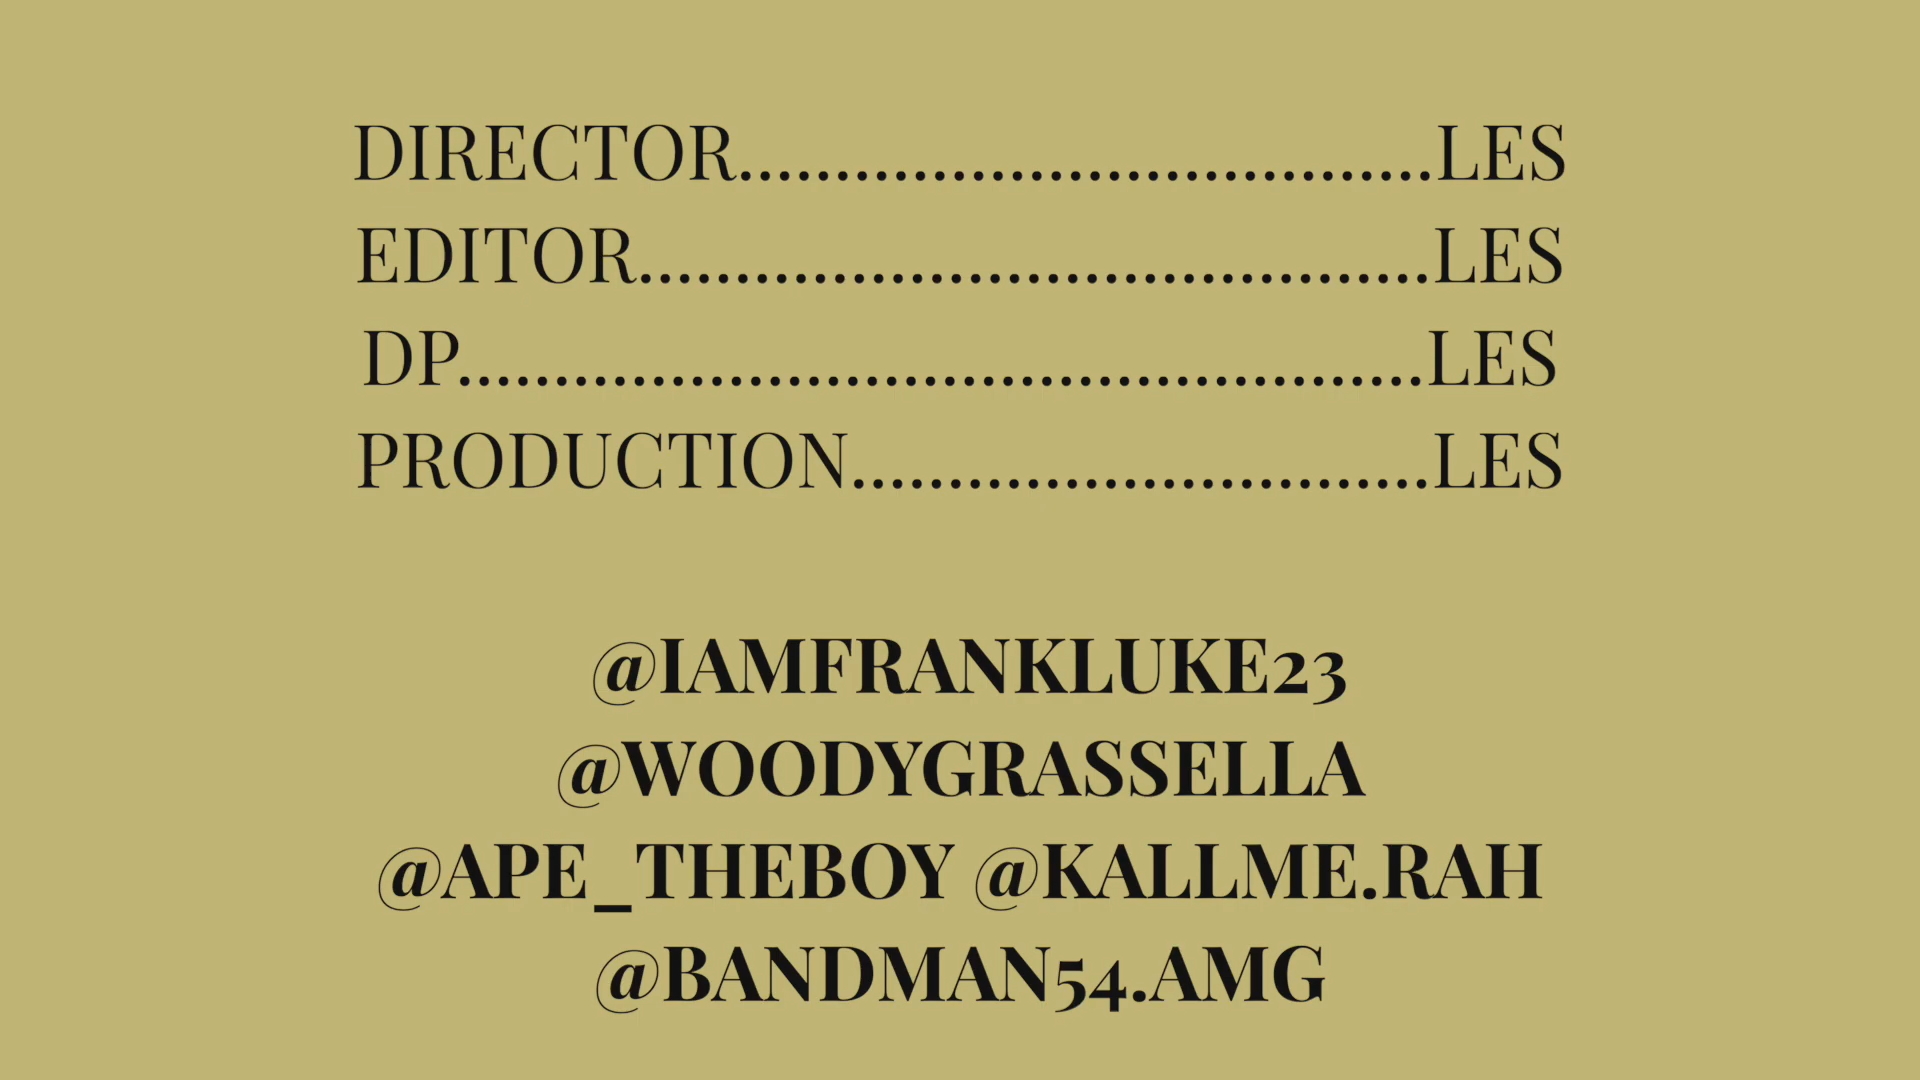 DIRECTOR....................................LES
EDITOR.........................................LES
DP..................................................LES
PRODUCTION..............................LES
@IAMFRANKLUKE23
@WOODYGRASSELLA
@APE_THEBOY @KALLME.RAH
@BANDMAN54.AMG